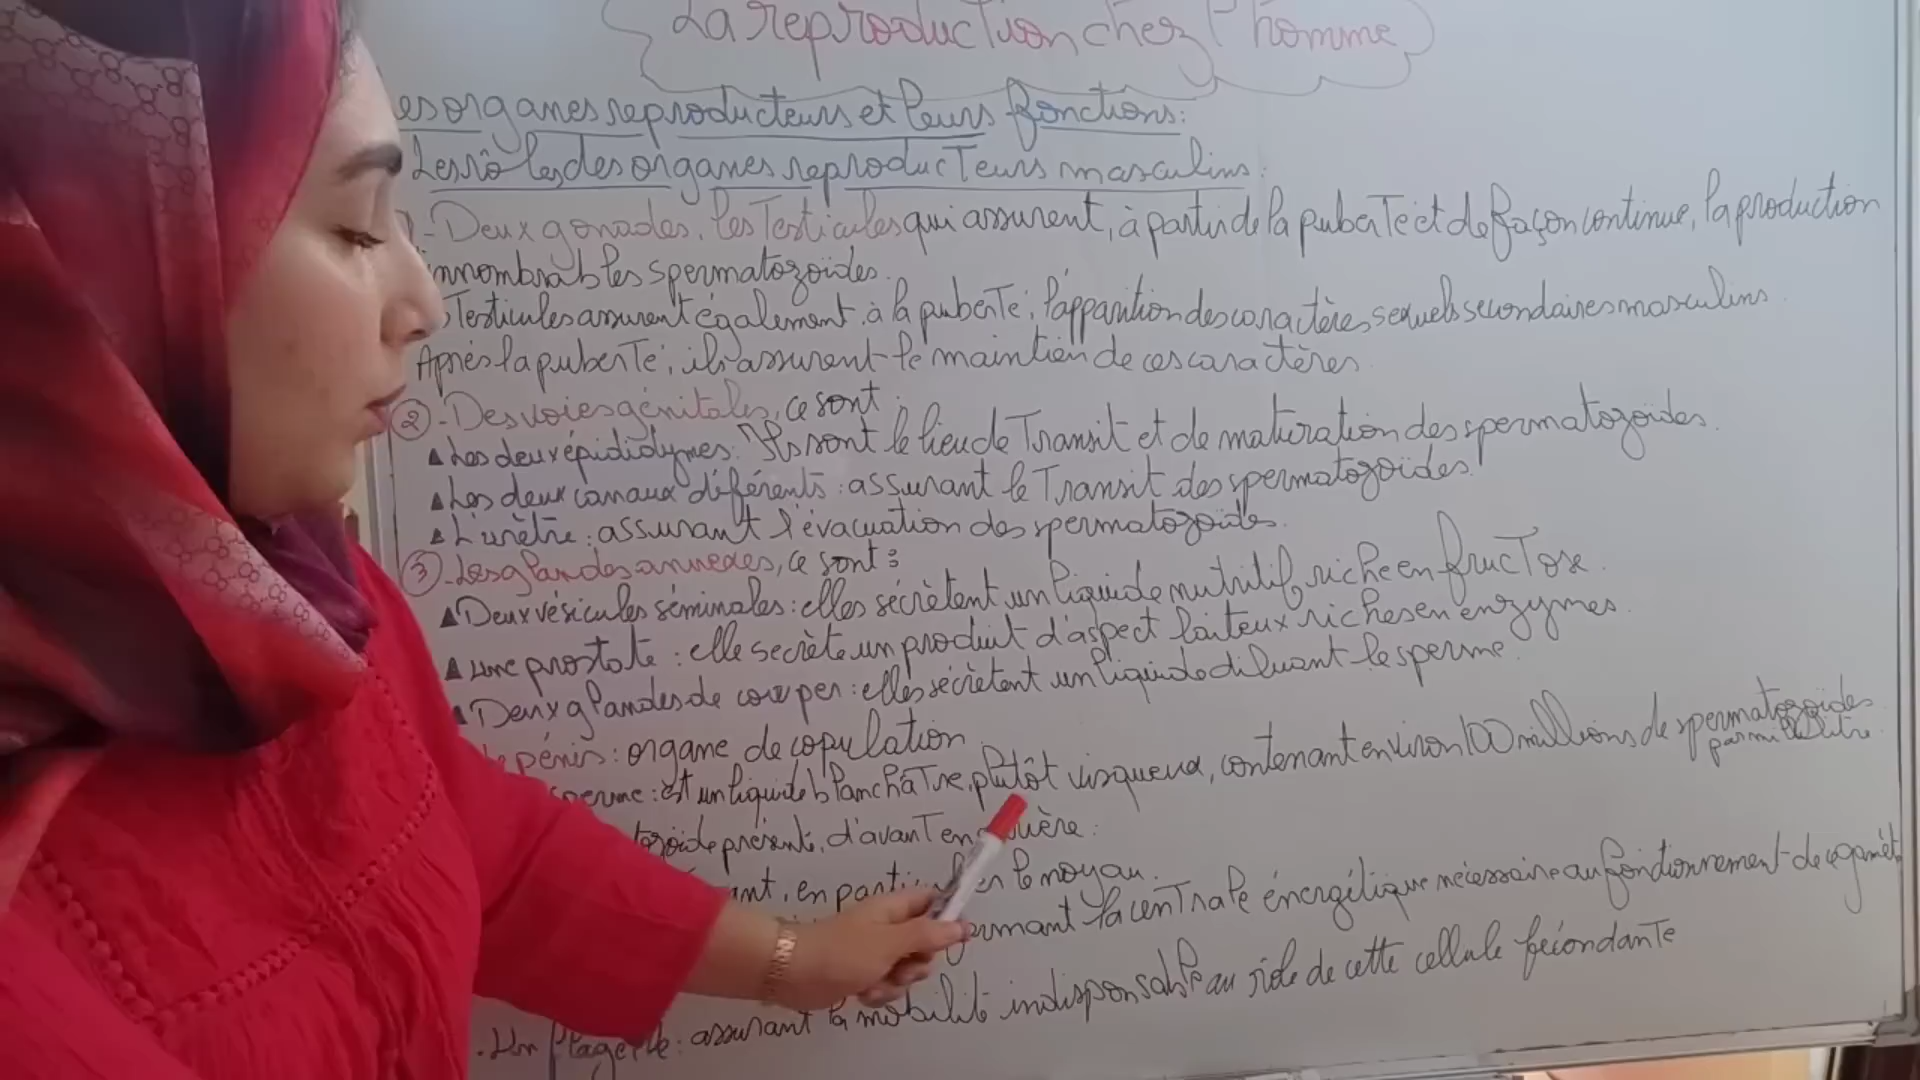 La reproduction chez l'homme
es organes reproducteurs et leurs fonctions:
Les rôles des organes reproducTeurs masculins:
- Deux gonades, les Testicules qui assurent, à partir de la puberTé et de façon continue, la production
innombrables spermatozoïdes.
Testicules assurent également, à la puberTé, l'apparition des caractères sexuels secondaires masculins.
Après la puberTé, ils assurent le maintien de ces caractères.
② - Des voies génitales, ce sont:
▲ Les deux épididymes: Ils sont le lieu de Transit et de maturation des spermatozoïdes.
▲ Les deux canaux différents: assurant le Transit des spermatozoïdes.
▲ L'urètre: assurant l'évacuation des spermatozoïdes.
③ - Les glandes annexes, ce sont:
▲ Deux vésicules séminales: elles sécrètent un liquide nutritif, riche en frucTose.
▲ une prostate: elle secrète un produit d'aspect laiteux riches en enzymes.
▲ Deux glandes de cowper: elles sécrètent un liquide diluant le sperme.
pénis: organe de copulation
sperme: est un liquide blanchâTre, plutôt visqueux, contenant environ 100 millions de spermatozoïdes
par millilitre.
présente, d'avant en
en le noyau.
la cenTrale énergétique nécessaire au fonctionnement de ce gamète
. Un flagelle: assurant la mobilité indispensable au rôle de cette cellule fécondanTe